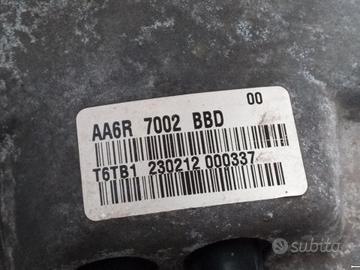 00
AA6R 7002 BBD
T6TB1 230212 000337
subito